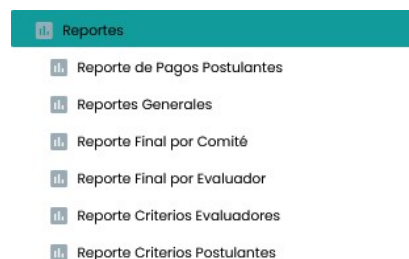 Reportes
Reporte de Pagos Postulantes
Reportes Generales
Reporte Final por Comité
Reporte Final por Evaluador
Reporte Criterios Evaluadores
Reporte Criterios Postulantes